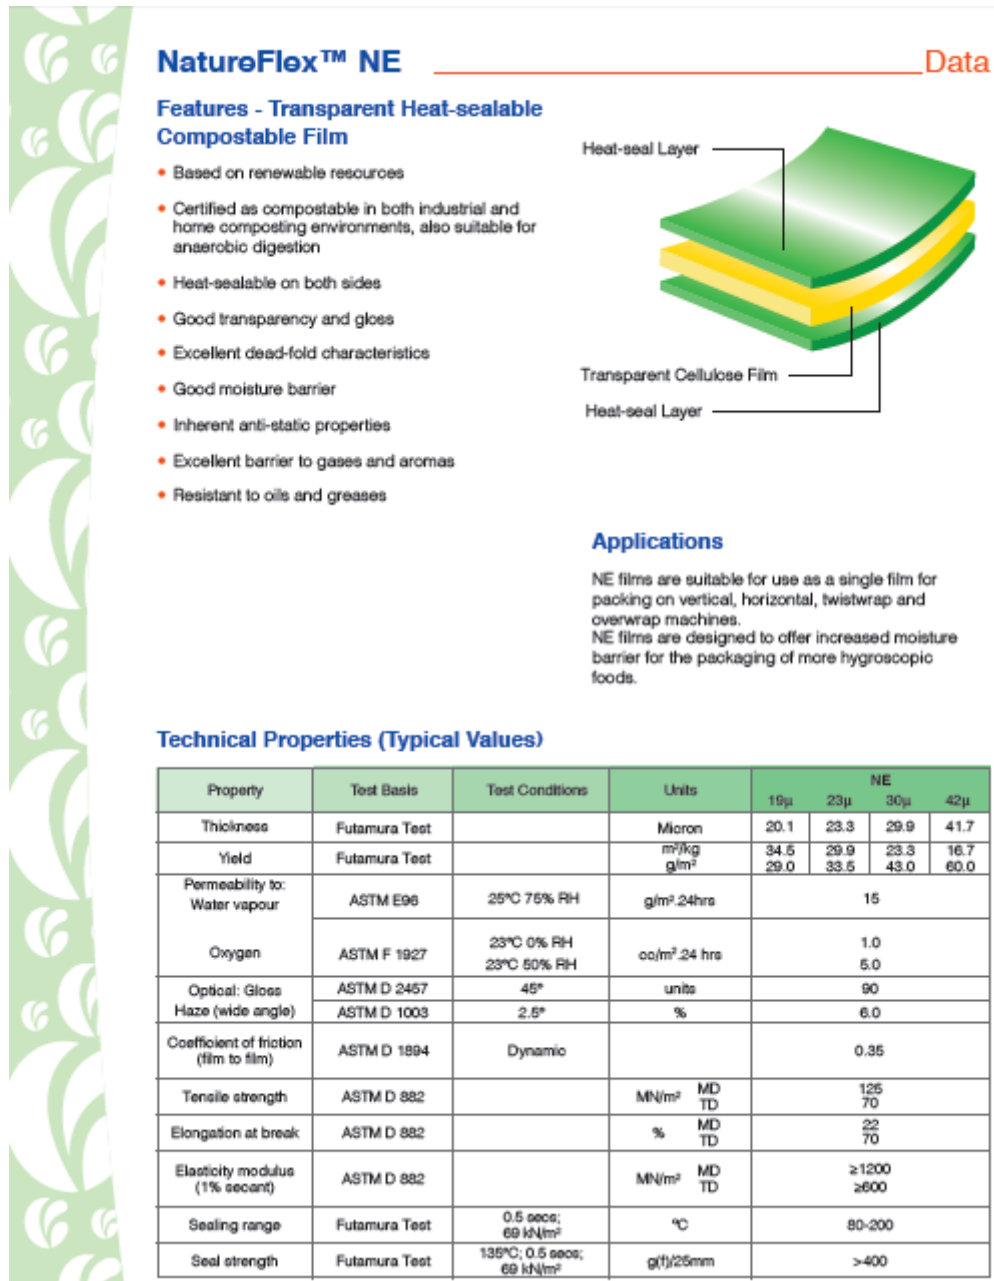 NatureFlex™ NE
Data
Features - Transparent Heat-sealable
Compostable Film
• Based on renewable resources
• Certified as compostable in both industrial and
home composting environments, also suitable for
anaerobic digestion
• Heat-sealable on both sides
• Good transparency and gloss
• Excellent dead-fold characteristics
• Good moisture barrier
• Inherent anti-static properties
• Excellent barrier to gases and aromas
• Resistant to oils and greases
Heat-seal Layer
Transparent Cellulose Film
Heat-seal Layer
Applications
NE films are suitable for use as a single film for
packing on vertical, horizontal, twistwrap and
overwrap machines.
NE films are designed to offer increased moisture
barrier for the packaging of more hygroscopic
foods.
Technical Properties (Typical Values)
Property Test Basis Test Conditions Units NE
19µ 23µ 30µ 42µ
Thickness Futamura Test Micron 20.1 23.3 29.9 41.7
Yield Futamura Test m²/kg 34.5 29.9 23.3 16.7
g/m² 29.0 33.5 43.0 60.0
Permeability to:
Water vapour ASTM E96 25ºC 75% RH g/m².24hrs 15
Oxygen ASTM F 1927 23ºC 0% RH cc/m².24 hrs 1.0
23ºC 50% RH 5.0
Optical: Gloss ASTM D 2457 45º units 90
Haze (wide angle) ASTM D 1003 2.5º % 6.0
Coefficient of friction
(film to film) ASTM D 1894 Dynamic 0.35
Tensile strength ASTM D 882 MN/m² MD 125
TD 70
Elongation at break ASTM D 882 % MD 22
TD 70
Elasticity modulus
(1% secant) ASTM D 882 MN/m² MD ≥1200
TD ≥600
Sealing range Futamura Test 0.5 secs;
69 kN/m² ºC 80-200
Seal strength Futamura Test 135ºC; 0.5 secs;
69 kN/m² g(f)/25mm >400